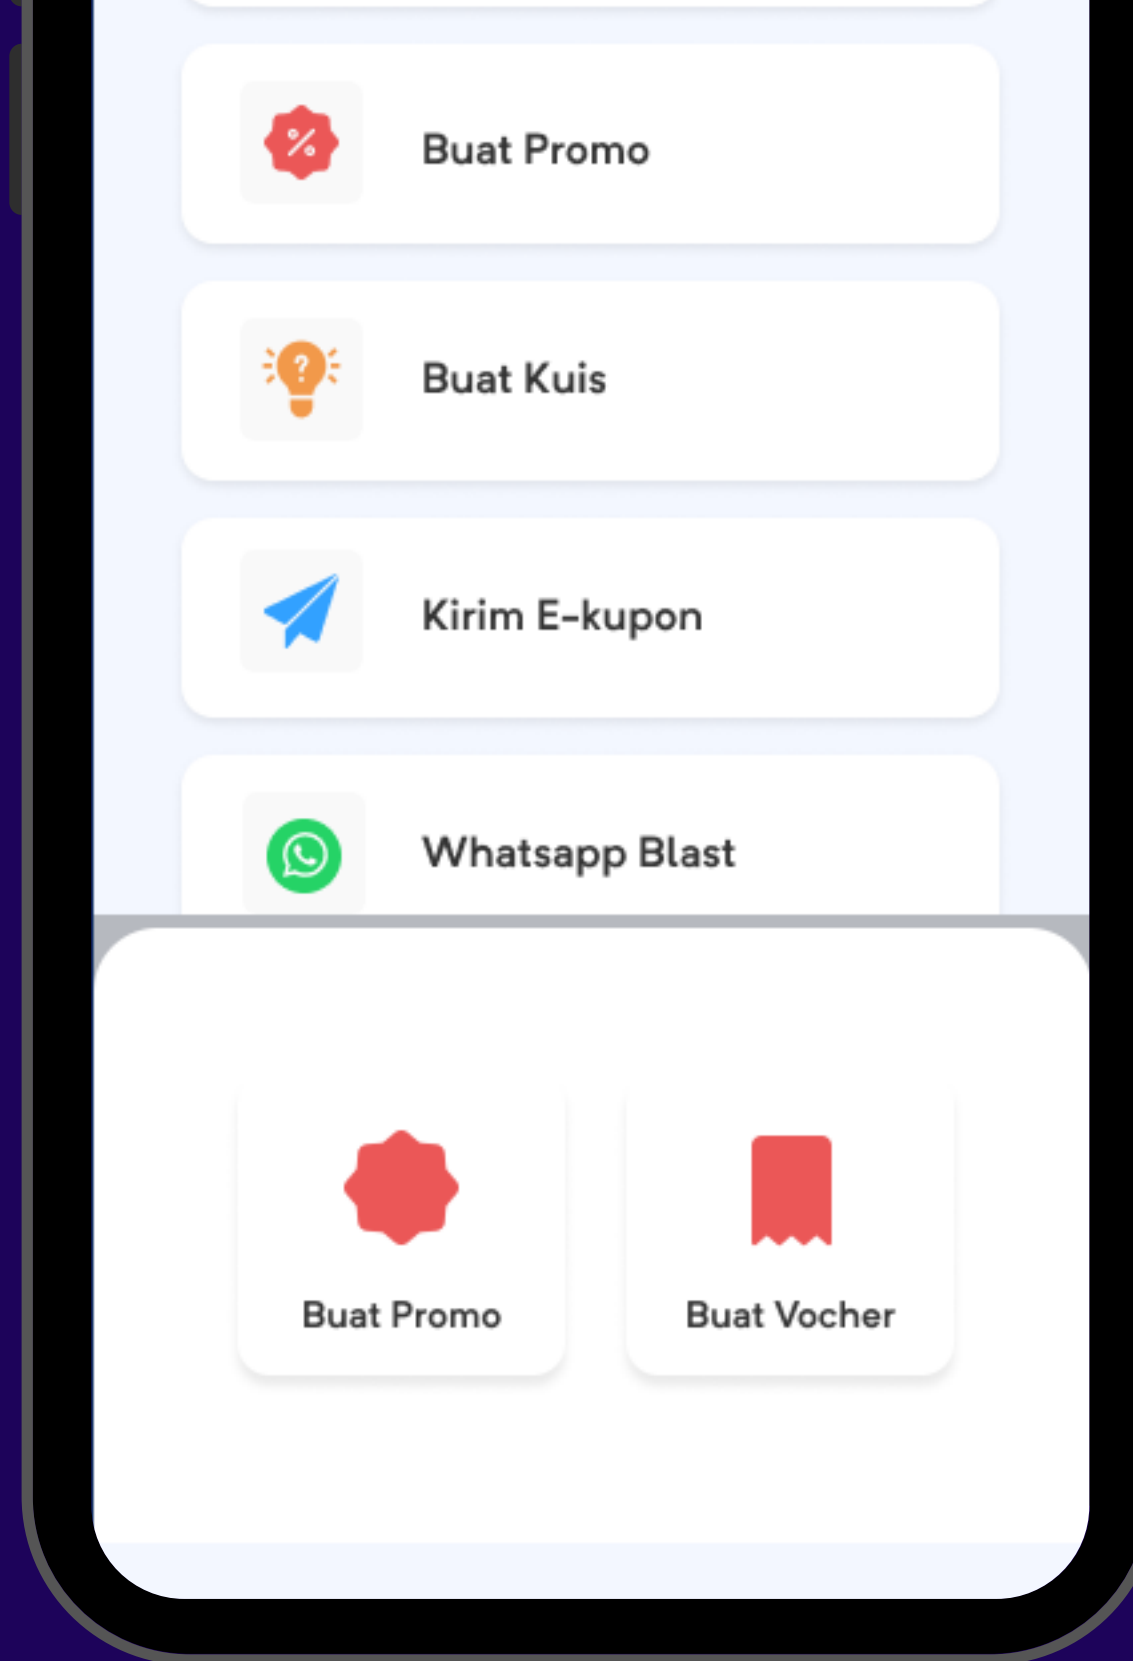 Buat Promo
Buat Kuis
Kirim E-kupon
Whatsapp Blast
Buat Promo
Buat Vocher